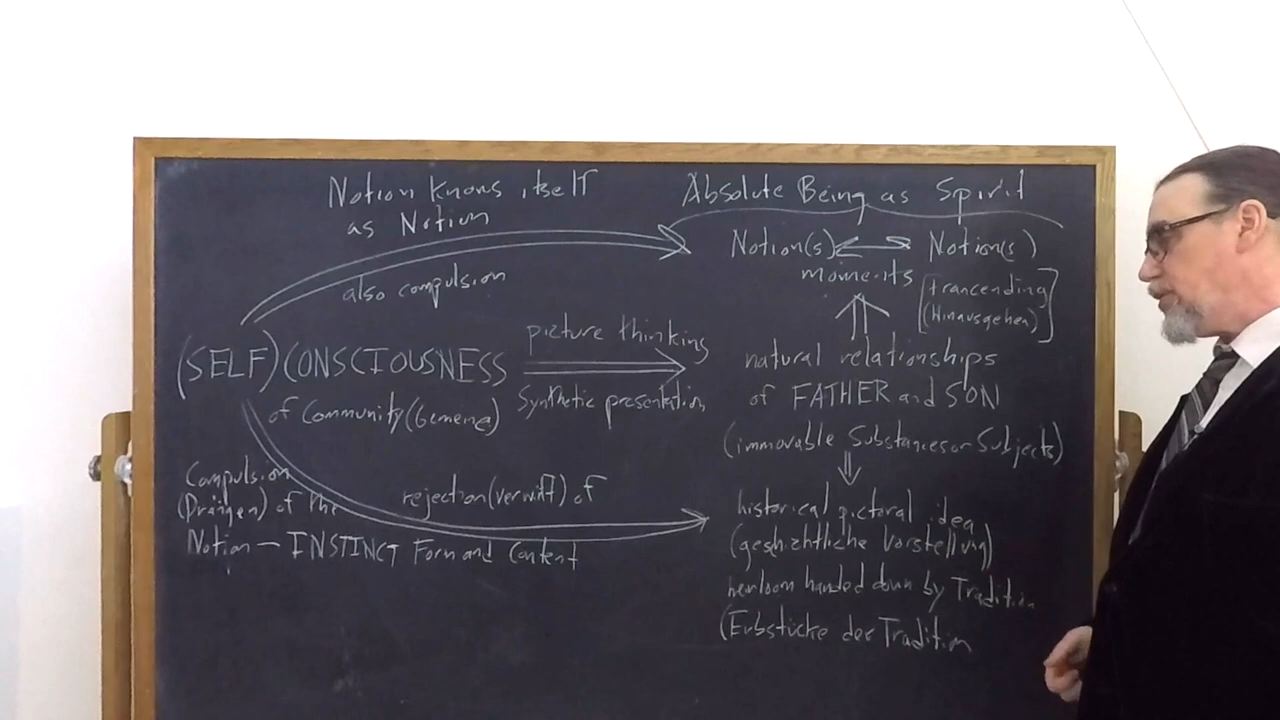 Notion knows itself
as Notion
also compulsion
Absolute Being as Spirit
Notion(s) Notion(s)
moments
[trancending
(Hinausgehen)]
(SELF)CONSCIOUSNESS
of Community (Gemeine)
picture thinking
Synthetic presentation
natural relationships
of FATHER and SON
(immovable Substances or Subjects)
Compulsion
(Drängen) of the
Notion — INSTINCT
rejection (verwirft) of
Form and Content
historical pictoral idea
(geshichtliche Vorstellung)
heirloom handed down by Tradition
(Erbstücke der Tradition